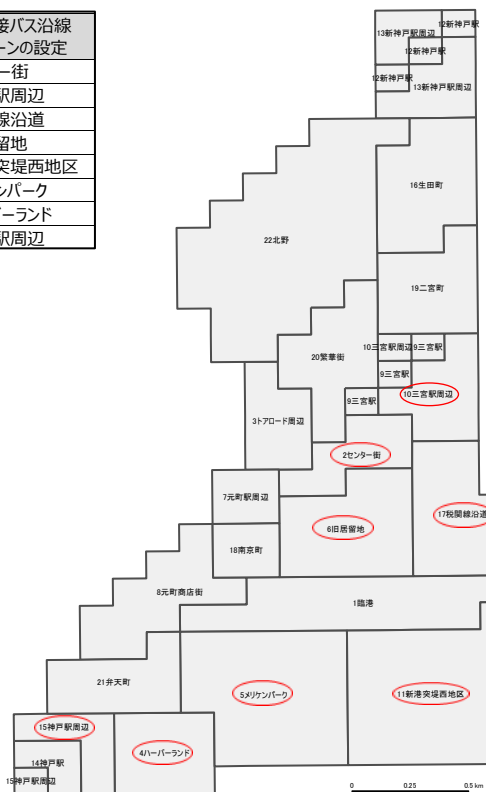 接バス沿線
ーンの設定
ー街
駅周辺
線沿道
留地
突堤西地区
ンパーク
ーランド
駅周辺
12新神戸駅
13新神戸駅周辺
12新神戸駅
12新神戸駅
13新神戸駅周辺
16生田町
22北野
19二宮町
10三宮駅周辺
9三宮駅
20繁華街
9三宮駅
10三宮駅周辺
9三宮駅
3トアロード周辺
2センター街
7元町駅周辺
17税関線沿道
6旧居留地
18南京町
8元町商店街
1臨港
21弁天町
5メリケンパーク
11新港突堤西地区
15神戸駅周辺
4ハーバーランド
14神戸駅
15神戸駅周辺
0 0.25 0.5 km